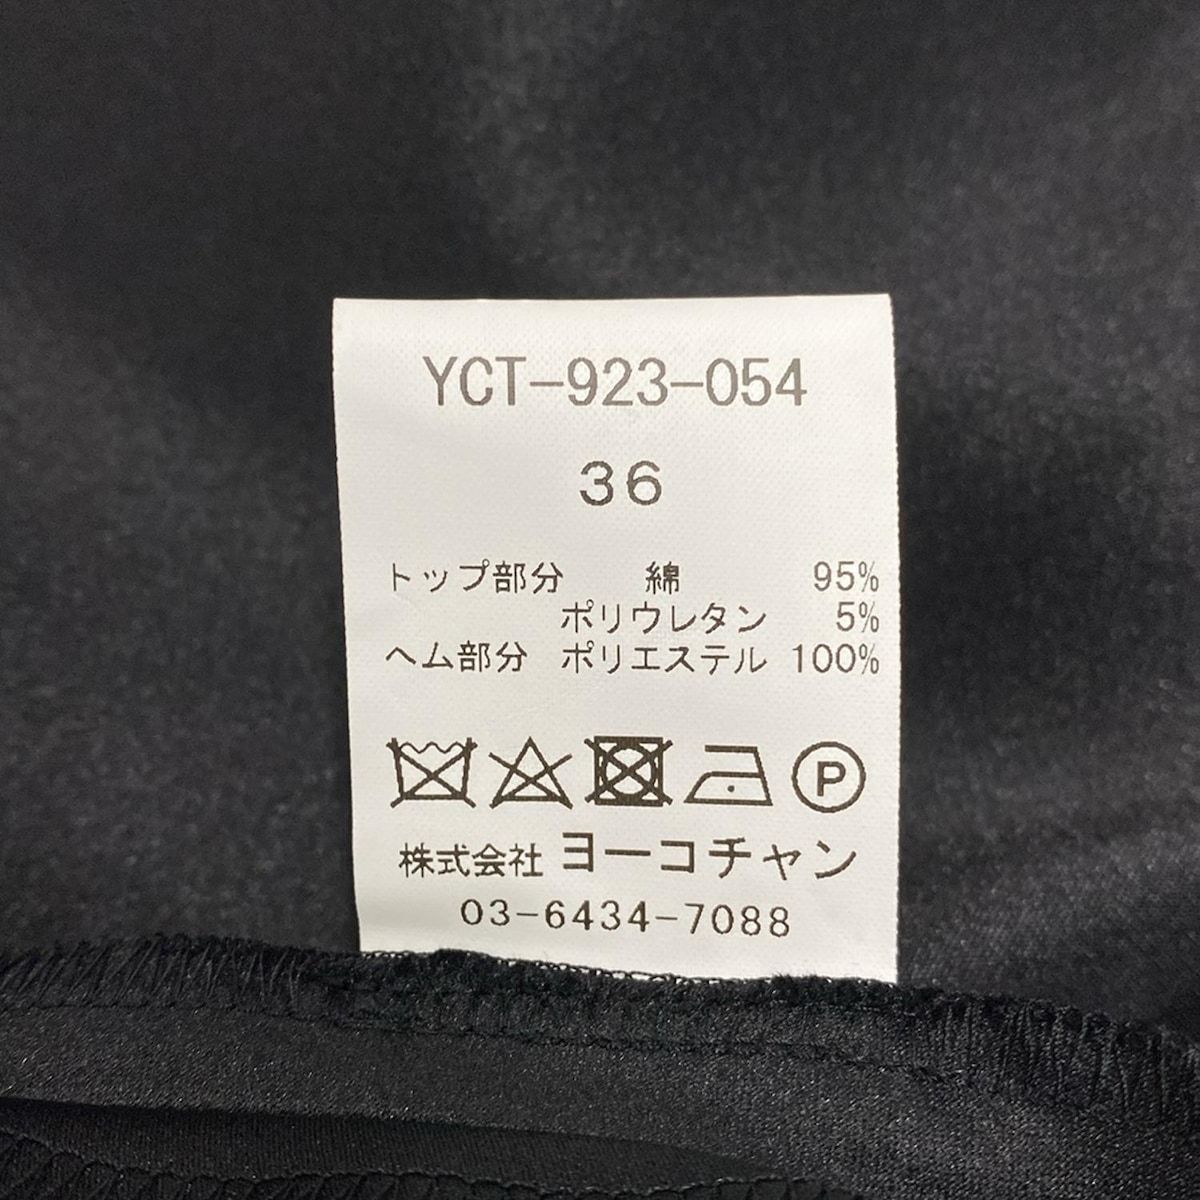 YCT-923-054
36
トップ部分 綿 95%
ポリウレタン 5%
ヘム部分 ポリエステル 100%
P
株式会社 ヨーコチャン
03-6434-7088